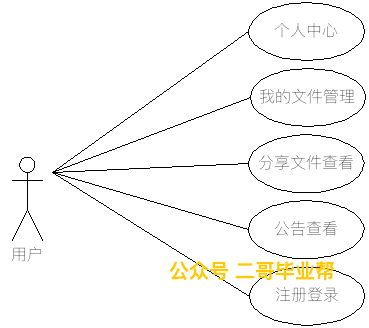 个人中心
我的文件管理
分享文件查看
用户
公告查看
公众号 二哥毕业帮
注册登录